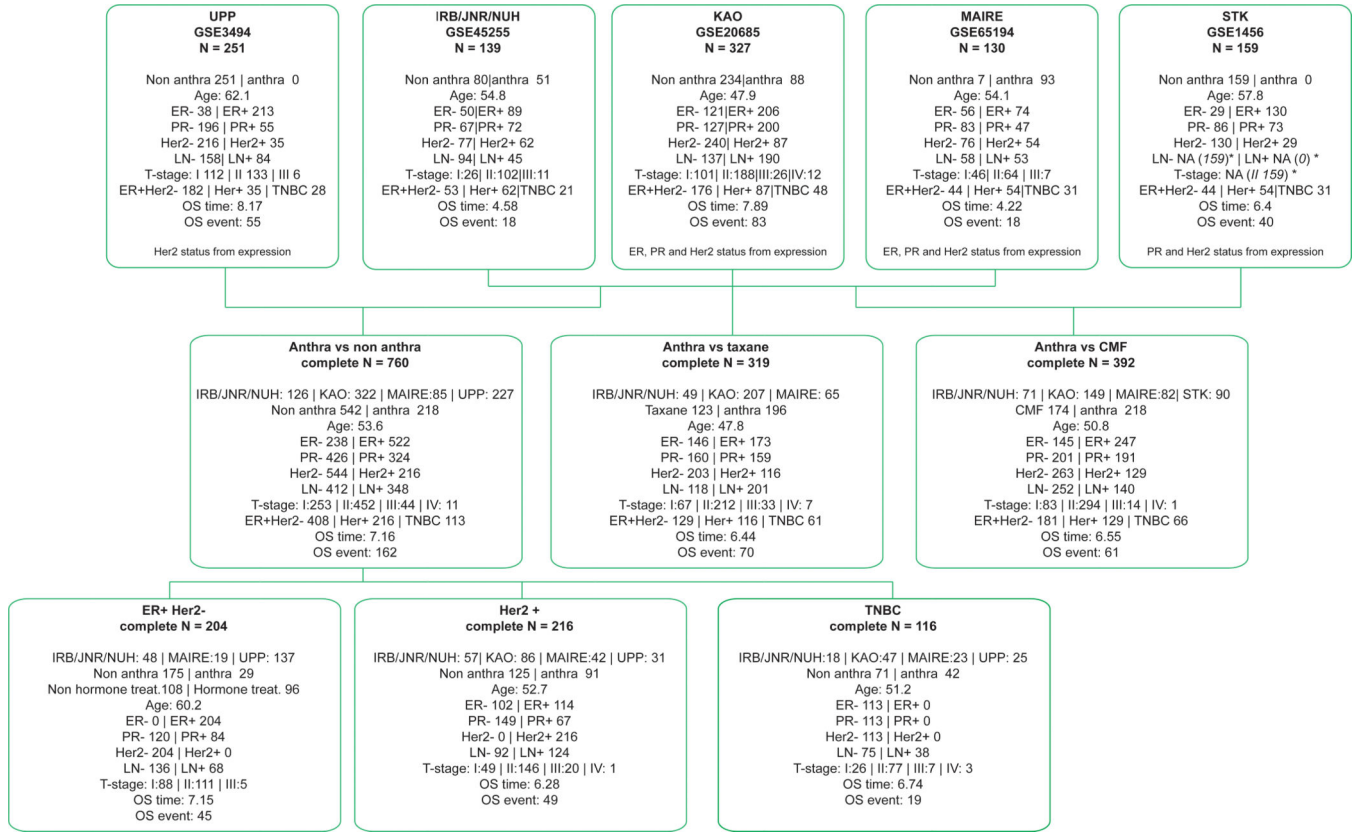 UPP
GSE3494
N = 251
Non anthra 251 | anthra 0
Age: 62.1
ER- 38 | ER+ 213
PR- 196 | PR+ 55
Her2- 216 | Her2+ 35
LN- 158| LN+ 84
T-stage: I 112 | II 133 | III 6
ER+Her2- 182 | Her+ 35 | TNBC 28
OS time: 8.17
OS event: 55
Her2 status from expression
IRB/JNR/NUH
GSE45255
N = 139
Non anthra 80|anthra 51
Age: 54.8
ER- 50|ER+ 89
PR- 67|PR+ 72
Her2- 77| Her2+ 62
LN- 94| LN+ 45
T-stage: I:26| II:102|III:11
ER+Her2- 53 | Her+ 62|TNBC 21
OS time: 4.58
OS event: 18
KAO
GSE20685
N = 327
Non anthra 234|anthra 88
Age: 47.9
ER- 121|ER+ 206
PR- 127|PR+ 200
Her2- 240| Her2+ 87
LN- 137| LN+ 190
T-stage: I:101| II:188|III:26|IV:12
ER+Her2- 176 | Her+ 87|TNBC 48
OS time: 7.89
OS event: 83
ER, PR and Her2 status from expression
MAIRE
GSE65194
N = 130
Non anthra 7 | anthra 93
Age: 54.1
ER- 56 | ER+ 74
PR- 83 | PR+ 47
Her2- 76 | Her2+ 54
LN- 58 | LN+ 53
T-stage: I:46| II:64 | III:7
ER+Her2- 44 | Her+ 54|TNBC 31
OS time: 4.22
OS event: 18
ER, PR and Her2 status from expression
STK
GSE1456
N = 159
Non anthra 159 | anthra 0
Age: 57.8
ER- 29 | ER+ 130
PR- 86 | PR+ 73
Her2- 130 | Her2+ 29
LN- NA (159)* | LN+ NA (0) *
T-stage: NA (II 159) *
ER+Her2- 44 | Her+ 54|TNBC 31
OS time: 6.4
OS event: 40
PR and Her2 status from expression
Anthra vs non anthra
complete N = 760
IRB/JNR/NUH: 126 | KAO: 322 | MAIRE:85 | UPP: 227
Non anthra 542 | anthra 218
Age: 53.6
ER- 238 | ER+ 522
PR- 426 | PR+ 324
Her2- 544 | Her2+ 216
LN- 412 | LN+ 348
T-stage: I:253 | II:452 | III:44 | IV: 11
ER+Her2- 408 | Her+ 216 | TNBC 113
OS time: 7.16
OS event: 162
Anthra vs taxane
complete N = 319
IRB/JNR/NUH: 49 | KAO: 207 | MAIRE: 65
Taxane 123 | anthra 196
Age: 47.8
ER- 146 | ER+ 173
PR- 160 | PR+ 159
Her2- 203 | Her2+ 116
LN- 118 | LN+ 201
T-stage: I:67 | II:212 | III:33 | IV: 7
ER+Her2- 129 | Her+ 116 | TNBC 61
OS time: 6.44
OS event: 70
Anthra vs CMF
complete N = 392
IRB/JNR/NUH: 71 | KAO: 149 | MAIRE:82| STK: 90
CMF 174 | anthra 218
Age: 50.8
ER- 145 | ER+ 247
PR- 201 | PR+ 191
Her2- 263 | Her2+ 129
LN- 252 | LN+ 140
T-stage: I:83 | II:294 | III:14 | IV: 1
ER+Her2- 181 | Her+ 129 | TNBC 66
OS time: 6.55
OS event: 61
ER+ Her2-
complete N = 204
IRB/JNR/NUH: 48 | MAIRE:19 | UPP: 137
Non anthra 175 | anthra 29
Non hormone treat.108 | Hormone treat. 96
Age: 60.2
ER- 0 | ER+ 204
PR- 120 | PR+ 84
Her2- 204 | Her2+ 0
LN- 136 | LN+ 68
T-stage: I:88 | II:111 | III:5
OS time: 7.15
OS event: 45
Her2 +
complete N = 216
IRB/JNR/NUH: 57| KAO: 86 | MAIRE:42 | UPP: 31
Non anthra 125 | anthra 91
Age: 52.7
ER- 102 | ER+ 114
PR- 149 | PR+ 67
Her2- 0 | Her2+ 216
LN- 92 | LN+ 124
T-stage: I:49 | II:146 | III:20 | IV: 1
OS time: 6.28
OS event: 49
TNBC
complete N = 116
IRB/JNR/NUH:18 | KAO:47 | MAIRE:23 | UPP: 25
Non anthra 71 | anthra 42
Age: 51.2
ER- 113 | ER+ 0
PR- 113 | PR+ 0
Her2- 113 | Her2+ 0
LN- 75 | LN+ 38
T-stage: I:26 | II:77 | III:7 | IV: 3
OS time: 6.74
OS event: 19